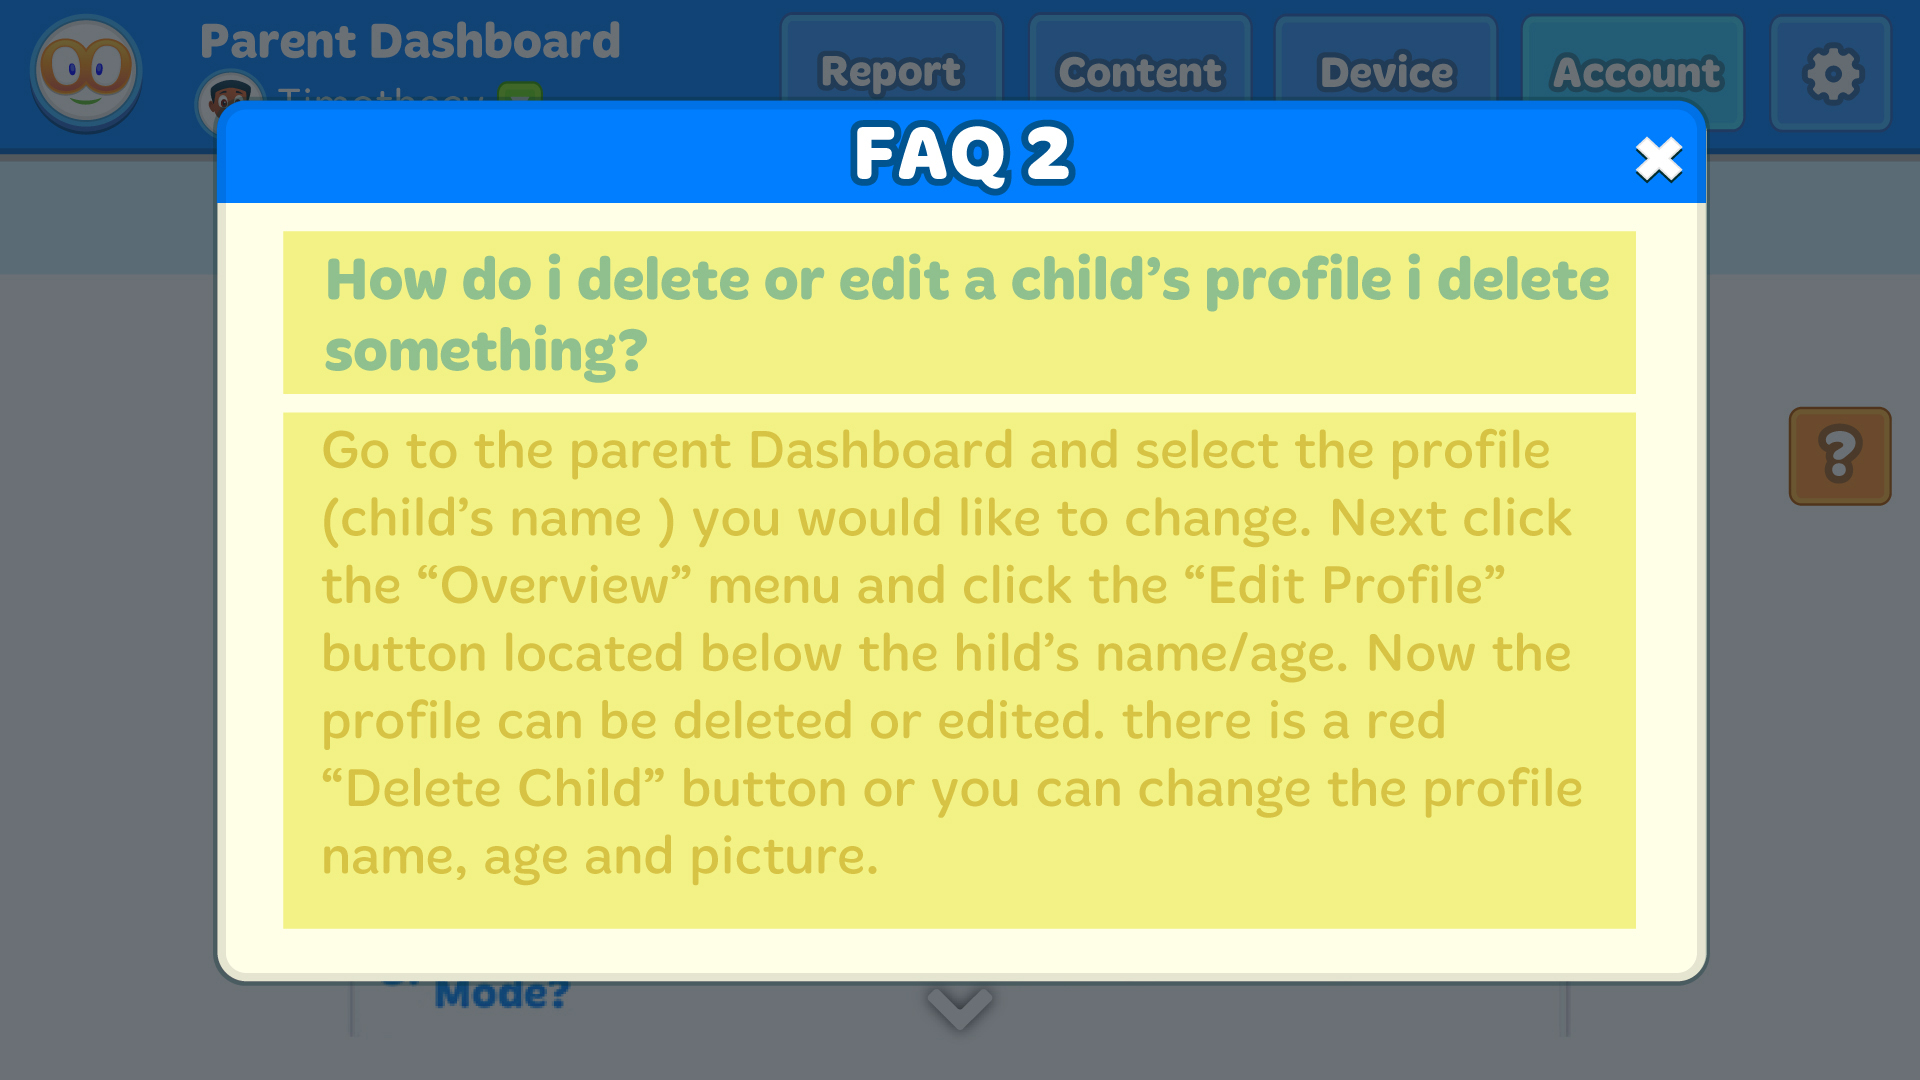 Parent Dashboard
Report
Content
Device
Account
FAQ 2
How do i delete or edit a child’s profile i delete
something?
Go to the parent Dashboard and select the profile
(child’s name ) you would like to change. Next click
the “Overview” menu and click the “Edit Profile”
button located below the hild’s name/age. Now the
profile can be deleted or edited. there is a red
“Delete Child” button or you can change the profile
name, age and picture.
?
Mode?